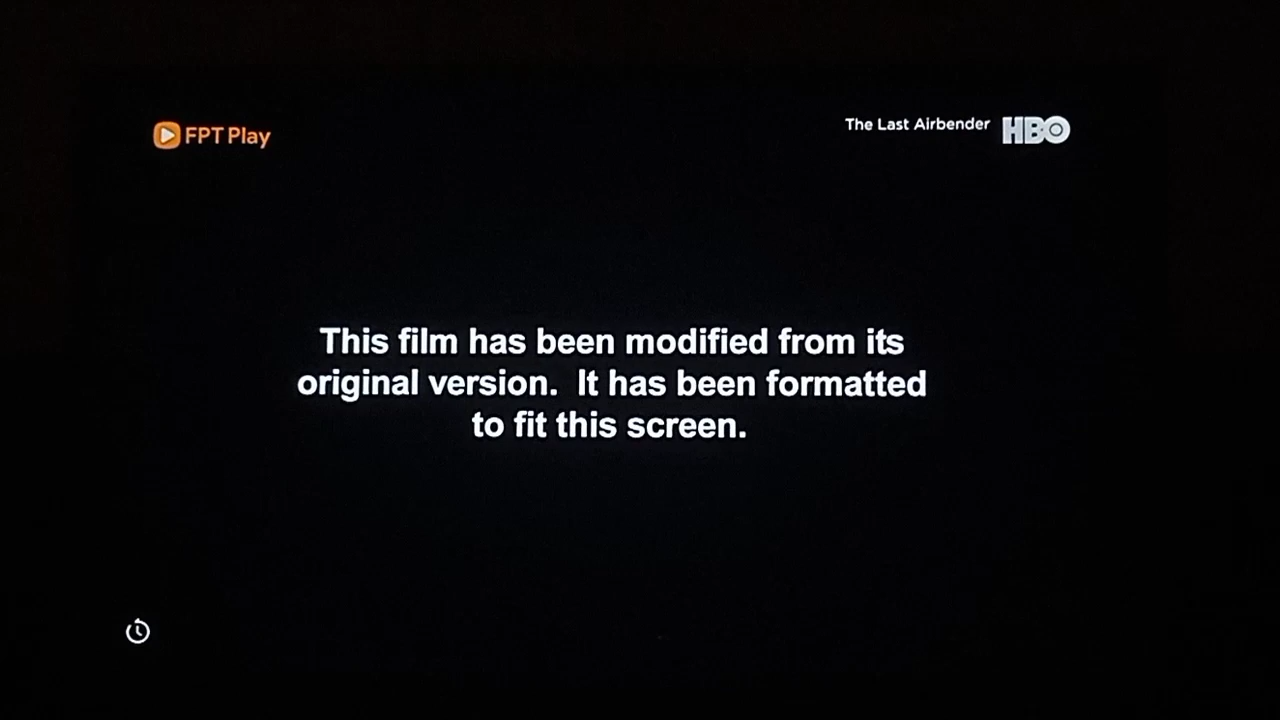 FPT Play
The Last Airbender HBO
This film has been modified from its
original version. It has been formatted
to fit this screen.